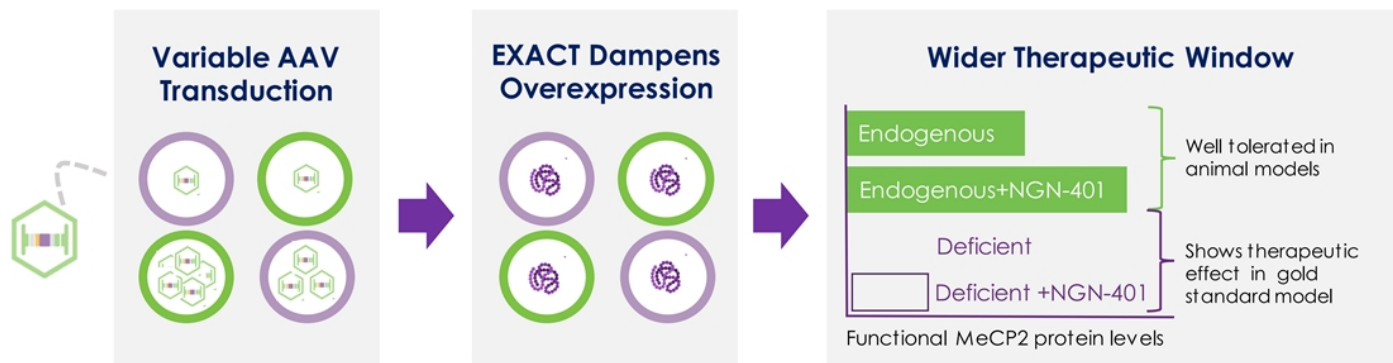 Variable AAV
Transduction
EXACT Dampens
Overexpression
Wider Therapeutic Window
Endogenous
Endogenous+NGN-401
Deficient
Deficient +NGN-401
Well tolerated in
animal models
Shows therapeutic
effect in gold
standard model
Functional MeCP2 protein levels